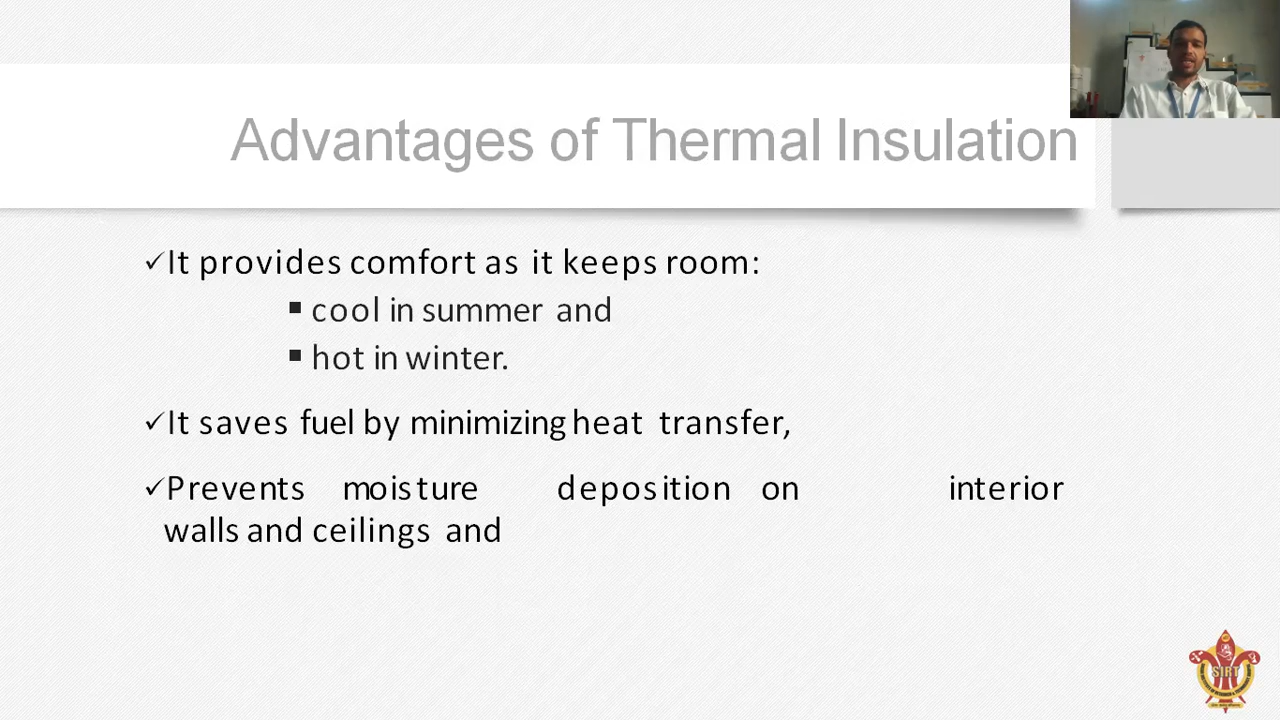 Advantages of Thermal Insulation
✓It provides comfort as it keeps room:
▪ cool in summer and
▪ hot in winter.
✓It saves fuel by minimizing heat transfer,
✓Prevents moisture deposition on interior
walls and ceilings and
SIRT